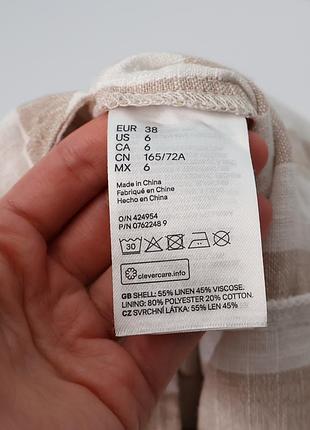 EUR 38
US 6
CA 6
CN 165/72A
MX 6
Made in China
Fabriqué en Chine
Hecho en China
O/N 424954
P/N 0762248 9
30
clevercare.info
GB SHELL: 55% LINEN 45% VISCOSE.
LINING: 80% POLYESTER 20% COTTON.
CZ SVRCHNÍ LÁTKA: 55% LEN 45%